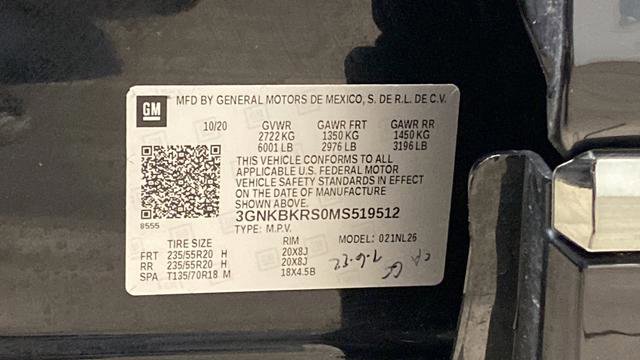 GM MFD BY GENERAL MOTORS DE MEXICO, S. DE R.L. DE C.V.
10/20 GVWR GAWR FRT GAWR RR
2722 KG 1350 KG 1450 KG
6001 LB 2976 LB 3196 LB
THIS VEHICLE CONFORMS TO ALL
APPLICABLE U.S. FEDERAL MOTOR
VEHICLE SAFETY STANDARDS IN EFFECT
ON THE DATE OF MANUFACTURE
SHOWN ABOVE.
3GNKBKRS0MS519512
8555
TYPE: M.P.V.
TIRE SIZE RIM MODEL: 021NL26
FRT 235/55R20 H 20X8J
RR 235/55R20 H 20X8J
SPA T135/70R18 M 18X4.5B